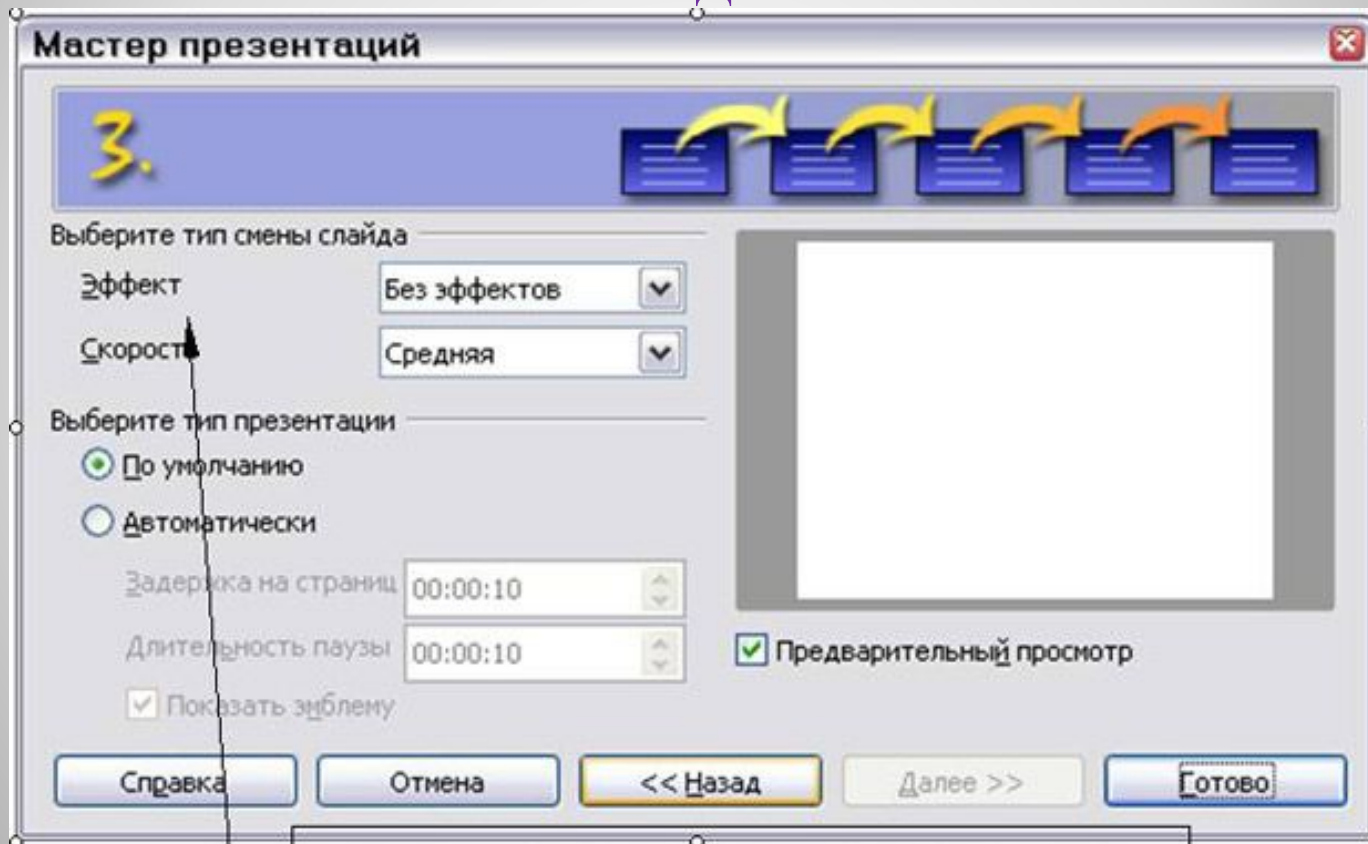 Мастер презентаций
3.
Выберите тип смены слайда
Эффект
Без эффектов
Скорост
Средняя
Выберите тип презентации
По умолчанию
Автоматически
Задержка на страниц
00:00:10
Длительность паузы
00:00:10
Показать эмблему
Предварительный просмотр
Справка
Отмена
<< Назад
Далее >>
Готово